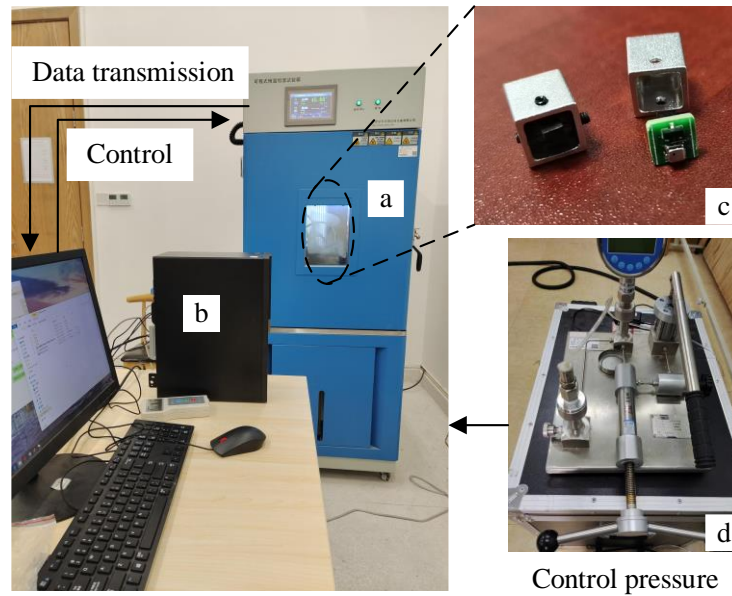 Data transmission
Control
a
b
c
d
Control pressure